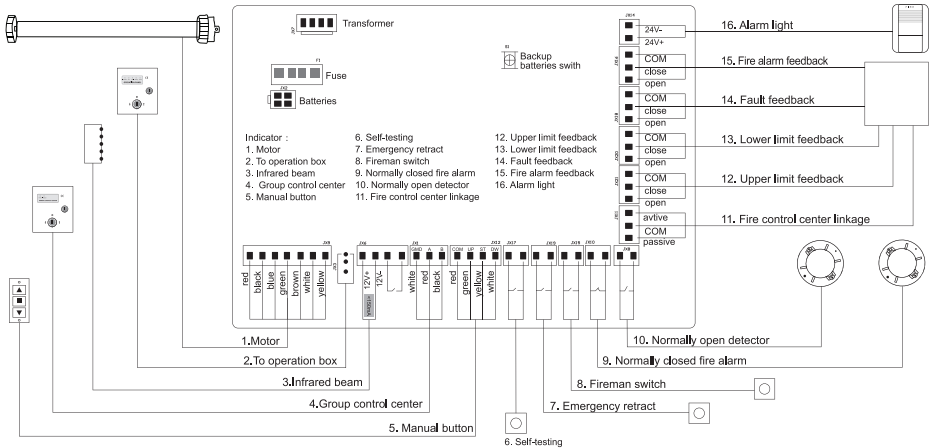 Transformer
F1
Fuse
JX2
Batteries
Backup
batteries swith
Indicator :
1. Motor
2. To operation box
3. Infrared beam
4. Group control center
5. Manual button
6. Self-testing
7. Emergency retract
8. Fireman switch
9. Normally closed fire alarm
10. Normally open detector
11. Fire control center linkage
12. Upper limit feedback
13. Lower limit feedback
14. Fault feedback
15. Fire alarm feedback
16. Alarm light
24V-
24V+
COM
close
open
COM
close
open
COM
close
open
COM
close
open
avtive
COM
passive
16. Alarm light
15. Fire alarm feedback
14. Fault feedback
13. Lower limit feedback
12. Upper limit feedback
11. Fire control center linkage
GMD A B
COM UP ST DW
JX12
JX17
red
black
blue
green
brown
white
yellow
12V+
12V-
white
red
black
red
green
yellow
white
1.Motor
2.To operation box
3.Infrared beam
4.Group control center
5. Manual button
6. Self-testing
7. Emergency retract
8. Fireman switch
9. Normally closed fire alarm
10. Normally open detector